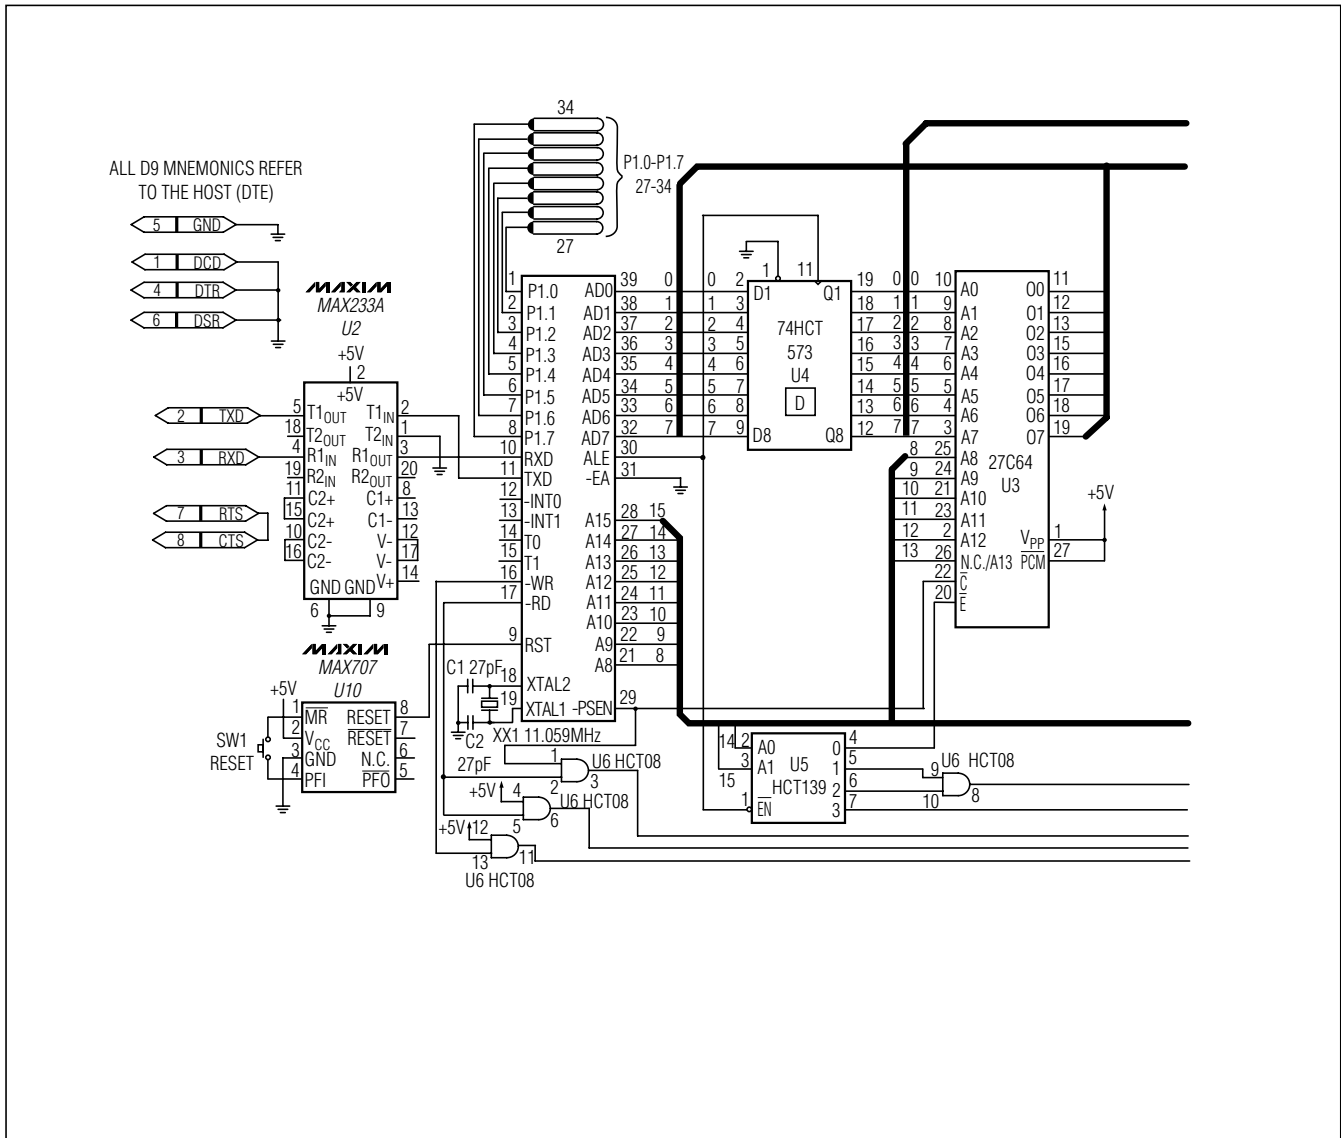 34
P1.0-P1.7
27-34
27
ALL D9 MNEMONICS REFER
TO THE HOST (DTE)
5 GND
1 DCD
4 DTR
6 DSR
2 TXD
3 RXD
7 RTS
8 CTS
MAXIM
MAX233A
U2
+5V
2
+5V
5 T1OUT T1IN 2
18 T2OUT T2IN 1
4 R1IN R1OUT 3
19 R2IN R2OUT 20
11 C2+ C1+ 8
15 C2+ C1- 13
10 C2- V- 12
16 C2- V- 17
V+ 14
GND GND
6 9
MAXIM
MAX707
U10
+5V
SW1
RESET
1 MR RESET 8
2 VCC RESET 7
3 GND N.C. 6
4 PFI PFO 5
1 P1.0 AD0 39 0
2 P1.1 AD1 38 1
3 P1.2 AD2 37 2
4 P1.3 AD3 36 3
5 P1.4 AD4 35 4
6 P1.5 AD5 34 5
7 P1.6 AD6 33 6
8 P1.7 AD7 32 7
10 RXD ALE 30
11 TXD -EA 31
12 -INT0
13 -INT1 A15 28 15
14 T0 A14 27 14
15 T1 A13 26 13
16 -WR A12 25 12
17 -RD A11 24 11
A10 23 10
A9 22 9
9 RST A8 21 8
18 XTAL2
19 XTAL1 -PSEN 29
C1 27pF
C2
27pF
XX1 11.059MHz
1
2
3
U6 HCT08
+5V
4
5
6
U6 HCT08
+5V
12
13
11
U6 HCT08
1 11
0 2 D1 Q1 19 0
1 3 18 1
2 4 17 2
3 5 16 3
4 6 15 4
5 7 14 5
6 8 13 6
7 9 D8 Q8 12 7
74HCT
573
U4
D
0 10 A0 O0 11
1 9 A1 O1 12
2 8 A2 O2 13
3 7 A3 O3 15
4 6 A4 O4 16
5 5 A5 O5 17
6 4 A6 O6 18
7 3 A7 O7 19
8 25 A8
9 24 A9
10 21 A10
11 23 A11
12 2 A12
13 26 N.C./A13
22 C
20 E
27C64
U3
VPP 1
PCM 27
+5V
14 2 A0 0 4
15 3 A1 1 5
2 6
1 EN 3 7
U5
HCT139
9
10
8
U6 HCT08